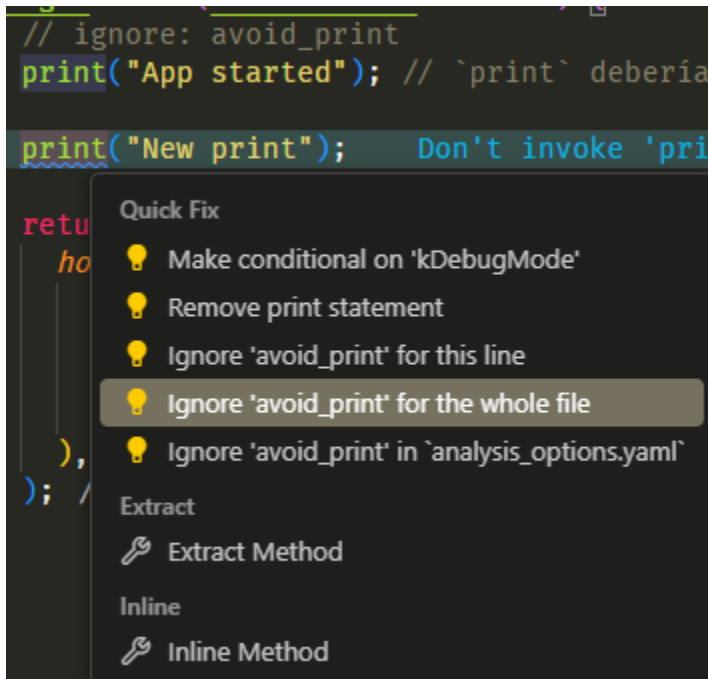 // ignore: avoid_print
print("App started"); // `print` debería
print("New print"); Don't invoke 'pri
retu
Quick Fix
ho
Make conditional on 'kDebugMode'
Remove print statement
Ignore 'avoid_print' for this line
Ignore 'avoid_print' for the whole file
),
Ignore 'avoid_print' in `analysis_options.yaml`
); /
Extract
Extract Method
Inline
Inline Method